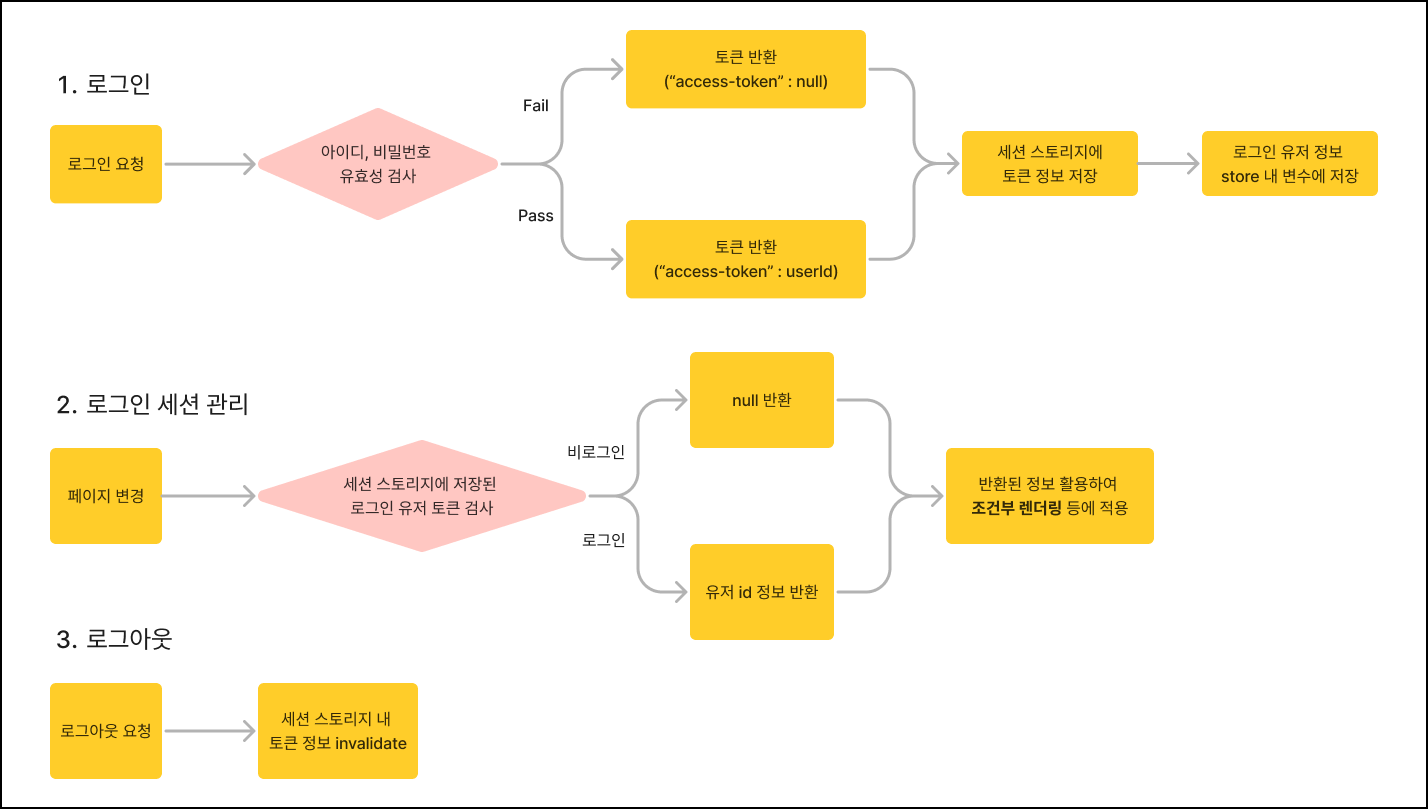 1. 로그인
로그인 요청
아이디, 비밀번호
유효성 검사
Fail
Pass
토큰 반환
(“access-token” : null)
토큰 반환
(“access-token” : userId)
세션 스토리지에
토큰 정보 저장
로그인 유저 정보
store 내 변수에 저장
2. 로그인 세션 관리
페이지 변경
세션 스토리지에 저장된
로그인 유저 토큰 검사
비로그인
로그인
null 반환
유저 id 정보 반환
반환된 정보 활용하여
조건부 렌더링 등에 적용
3. 로그아웃
로그아웃 요청
세션 스토리지 내
토큰 정보 invalidate